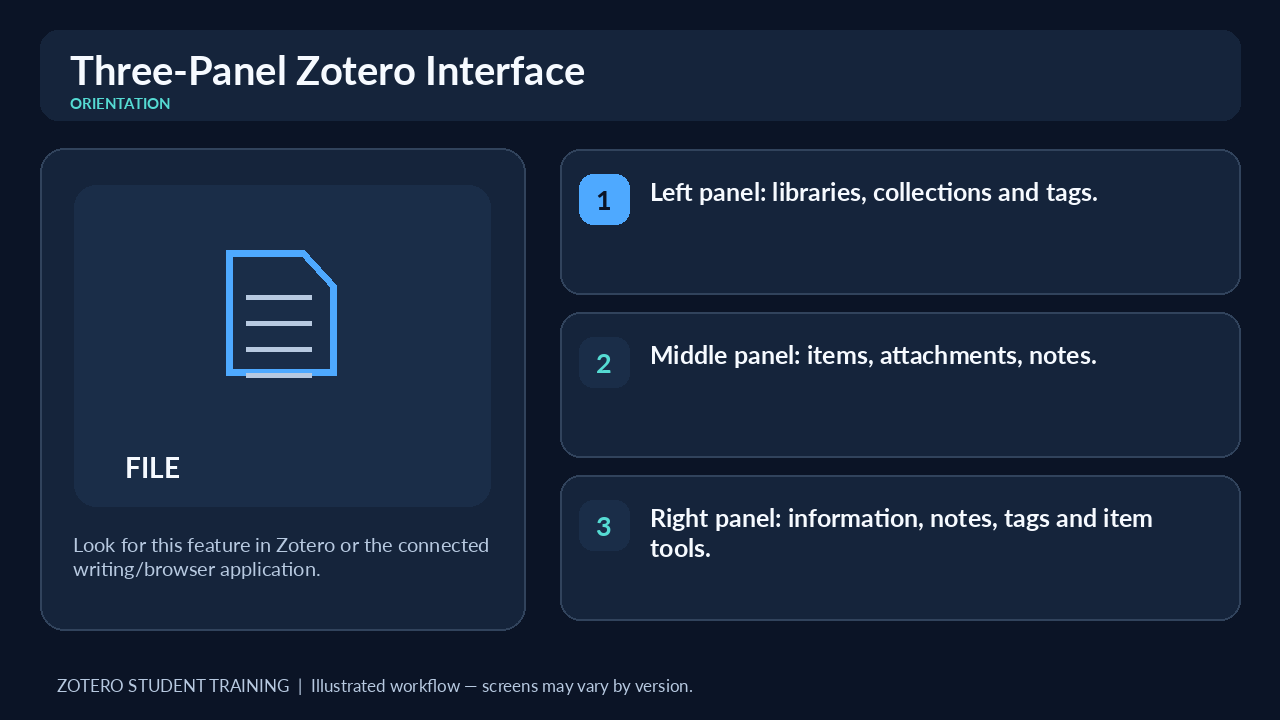 Three-Panel Zotero Interface
ORIENTATION
FILE
Look for this feature in Zotero or the connected
writing/browser application.
1
Left panel: libraries, collections and tags.
2
Middle panel: items, attachments, notes.
3
Right panel: information, notes, tags and item
tools.
ZOTERO STUDENT TRAINING | Illustrated workflow — screens may vary by version.